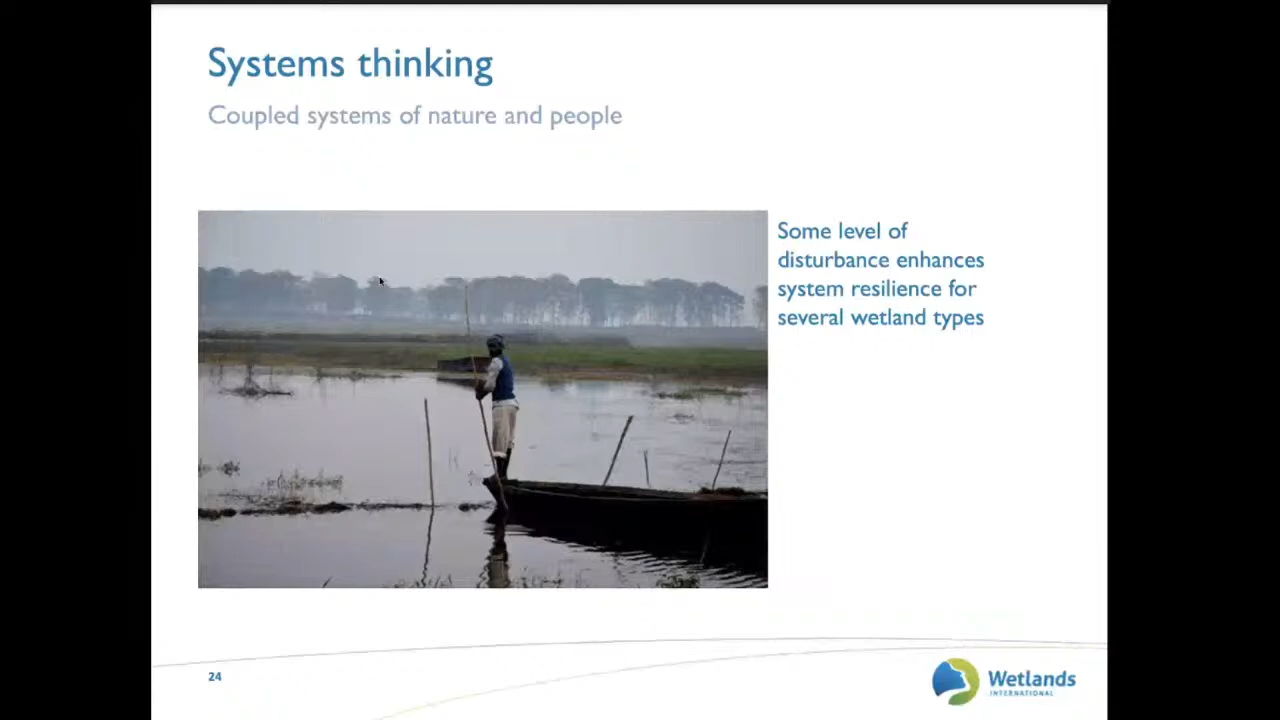 Systems thinking
Coupled systems of nature and people
Some level of
disturbance enhances
system resilience for
several wetland types
24
Wetlands
INTERNATIONAL